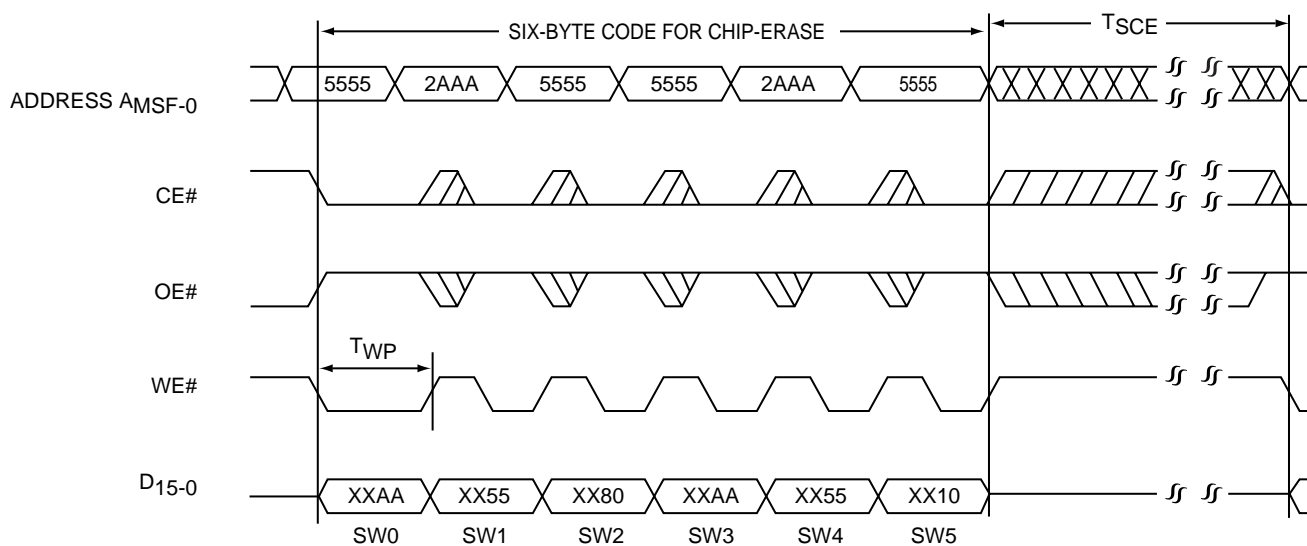 SIX-BYTE CODE FOR CHIP-ERASE TSCE
ADDRESS AMSF-0 5555 2AAA 5555 5555 2AAA 5555
CE#
OE#
TWP
WE#
D15-0 XXAA XX55 XX80 XXAA XX55 XX10
SW0 SW1 SW2 SW3 SW4 SW5